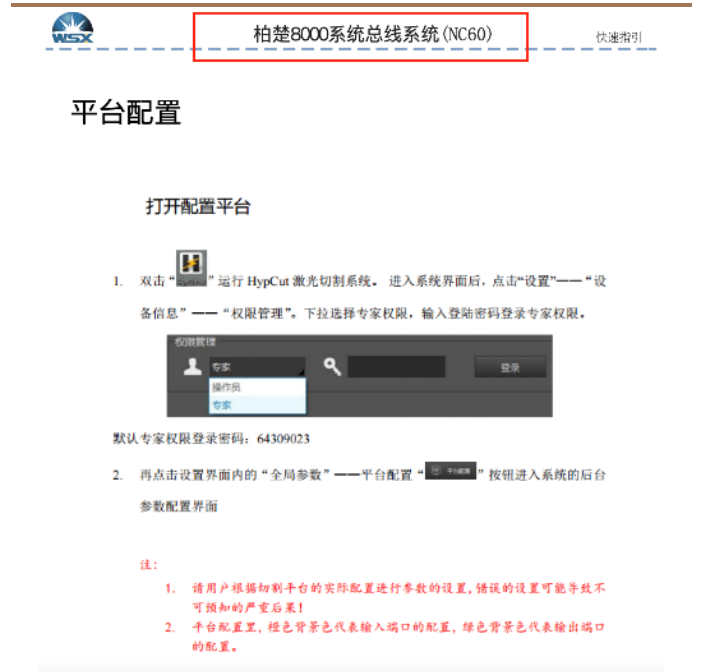 WSX
柏楚8000系统总线系统(NC60)
快速指引
平台配置
打开配置平台
1. 双击“ ”运行 HypCut 激光切割系统。 进入系统界面后，点击“设置”——“设
备信息”——“权限管理”。下拉选择专家权限，输入登陆密码登录专家权限。
权限管理
专家
登录
操作员
专家
默认专家权限登录密码：64309023
2. 再点击设置界面内的“全局参数”——平台配置“ 平台配置 ”按钮进入系统的后台
参数配置界面
注：
1. 请用户根据切割平台的实际配置进行参数的设置，错误的设置可能导致不
可预知的严重后果！
2. 平台配置里，橙色背景色代表输入端口的配置，绿色背景色代表输出端口
的配置。